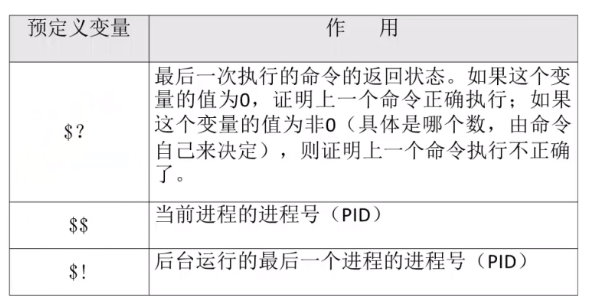 预定义变量 作 用
最后一次执行的命令的返回状态。如果这个变
量的值为0，证明上一个命令正确执行；如果
$? 这个变量的值为非0（具体是哪个数，由命令
自己来决定），则证明上一个命令执行不正确
了。
$$ 当前进程的进程号（PID）
$! 后台运行的最后一个进程的进程号（PID）